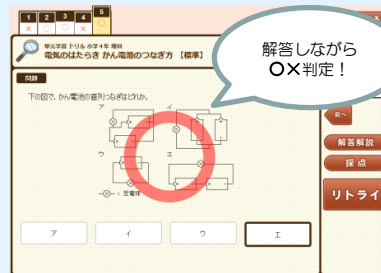 1 2 3 4 5
× ○ ○ × ○
単元学習 ドリル 小学4年 理科
電気のはたらき かん電池のつなぎ方 【標準】
解答しながら
○×判定！
問題
下の図で、かん電池の直列つなぎはどれか。
ア イ
ウ エ
：豆電球
前へ
解答解説
採点
リトライ
ア イ ウ エ